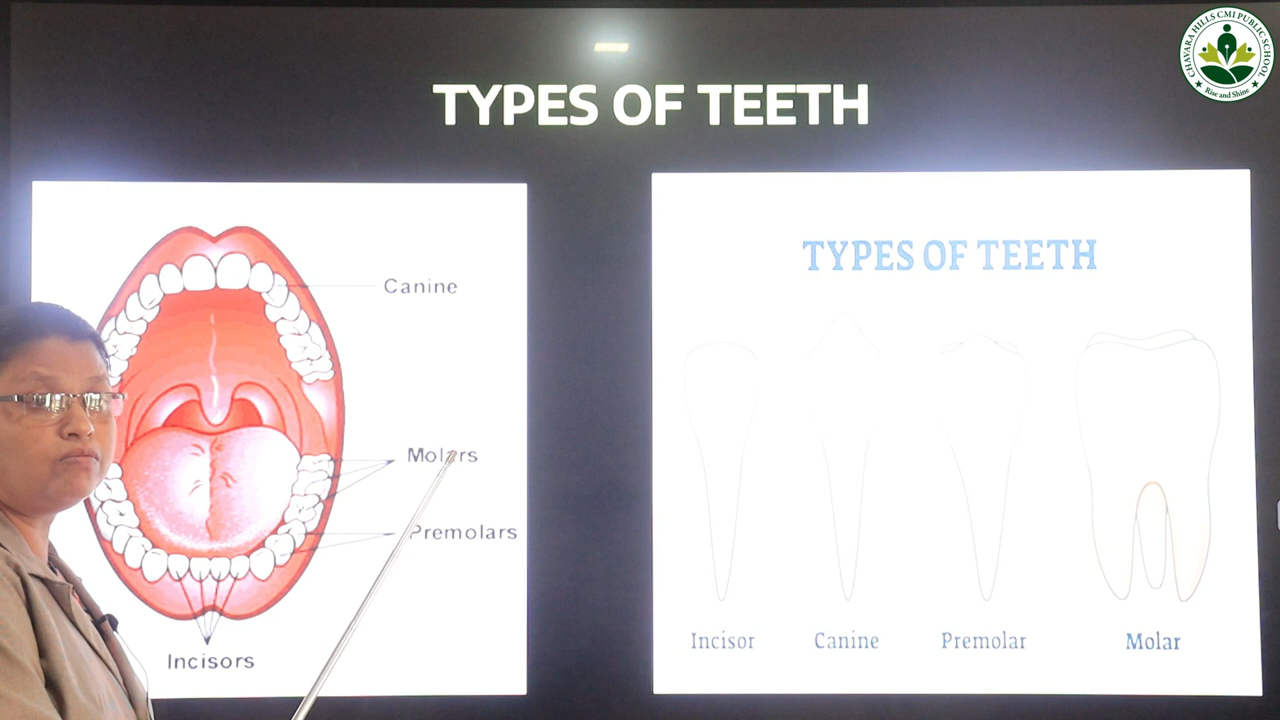 CHAVARA HILLS CMI PUBLIC SCHOOL
Rise and Shine
TYPES OF TEETH
Canine
Molars
Premolars
Incisors
TYPES OF TEETH
Incisor
Canine
Premolar
Molar